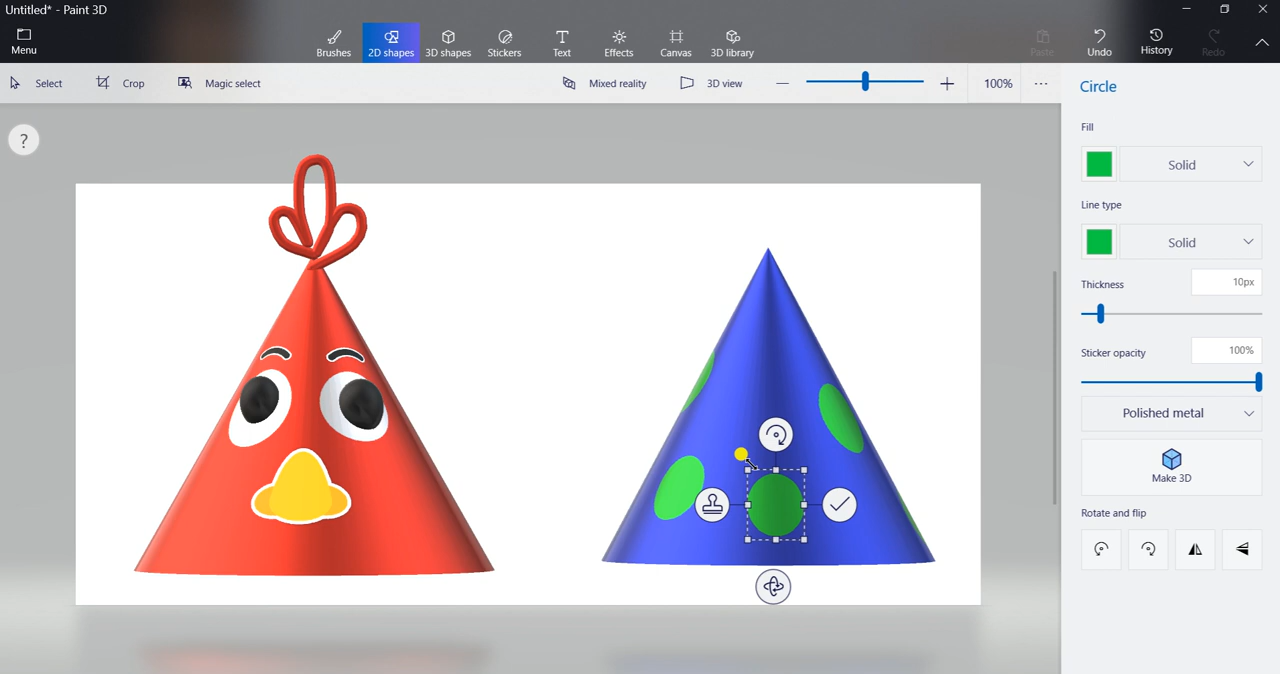 Untitled* - Paint 3D
Menu
Brushes
2D shapes
3D shapes
Stickers
Text
Effects
Canvas
3D library
Paste
Undo
History
Redo
Select
Crop
Magic select
Mixed reality
3D view
100%
?
Circle
Fill
Solid
Line type
Solid
Thickness
10px
Sticker opacity
100%
Polished metal
Make 3D
Rotate and flip